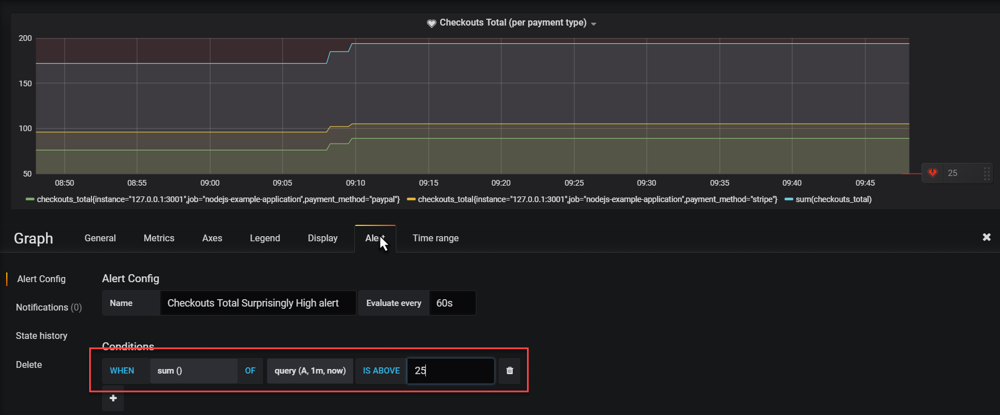 Checkouts Total (per payment type)
200
150
100
50
25
08:50 08:55 09:00 09:05 09:10 09:15 09:20 09:25 09:30 09:35 09:40 09:45
checkouts_total{instance="127.0.0.1:3001",job="nodejs-example-application",payment_method="paypal"} checkouts_total{instance="127.0.0.1:3001",job="nodejs-example-application",payment_method="stripe"} sum(checkouts_total)
Graph General Metrics Axes Legend Display Alert Time range
Alert Config
Notifications (0)
State history
Delete
Alert Config
Name Checkouts Total Surprisingly High alert Evaluate every 60s
Conditions
WHEN sum () OF query (A, 1m, now) IS ABOVE 25